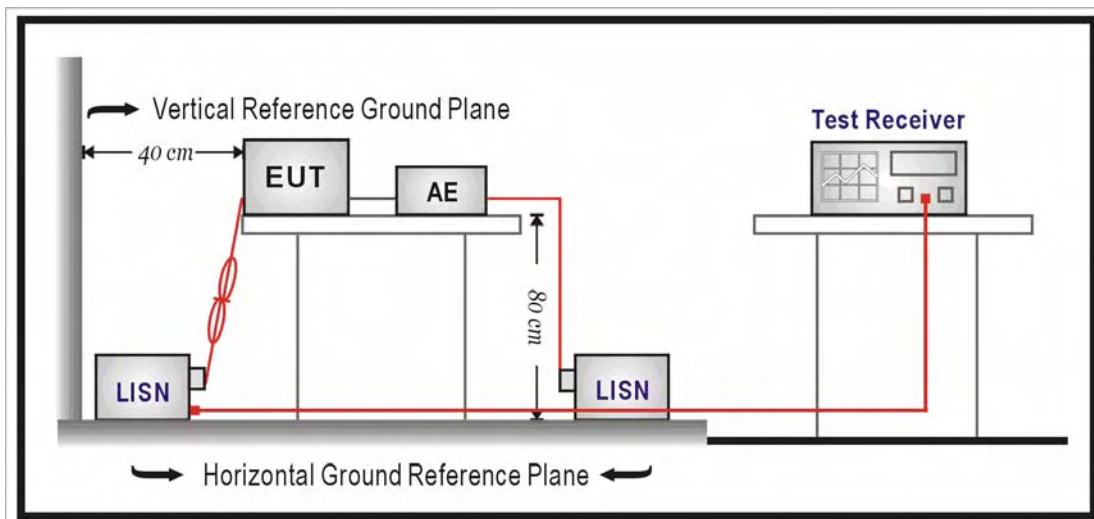 Vertical Reference Ground Plane
Test Receiver
40 cm
EUT
AE
80 cm
LISN
LISN
Horizontal Ground Reference Plane